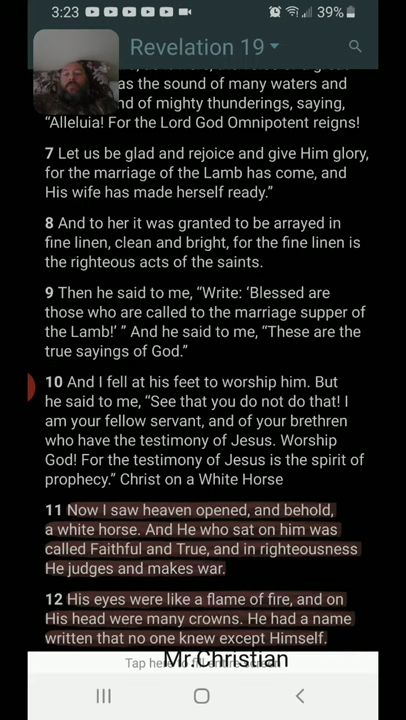 3:23
39%
Revelation 19
as the sound of many waters and
nd of mighty thunderings, saying,
“Alleluia! For the Lord God Omnipotent reigns!
7 Let us be glad and rejoice and give Him glory,
for the marriage of the Lamb has come, and
His wife has made herself ready.”
8 And to her it was granted to be arrayed in
fine linen, clean and bright, for the fine linen is
the righteous acts of the saints.
9 Then he said to me, “Write: ‘Blessed are
those who are called to the marriage supper of
the Lamb!’ ” And he said to me, “These are the
true sayings of God.”
10 And I fell at his feet to worship him. But
he said to me, “See that you do not do that! I
am your fellow servant, and of your brethren
who have the testimony of Jesus. Worship
God! For the testimony of Jesus is the spirit of
prophecy.” Christ on a White Horse
11 Now I saw heaven opened, and behold,
a white horse. And He who sat on him was
called Faithful and True, and in righteousness
He judges and makes war.
12 His eyes were like a flame of fire, and on
His head were many crowns. He had a name
written that no one knew except Himself.
Tap here to fill
Mr.Christian